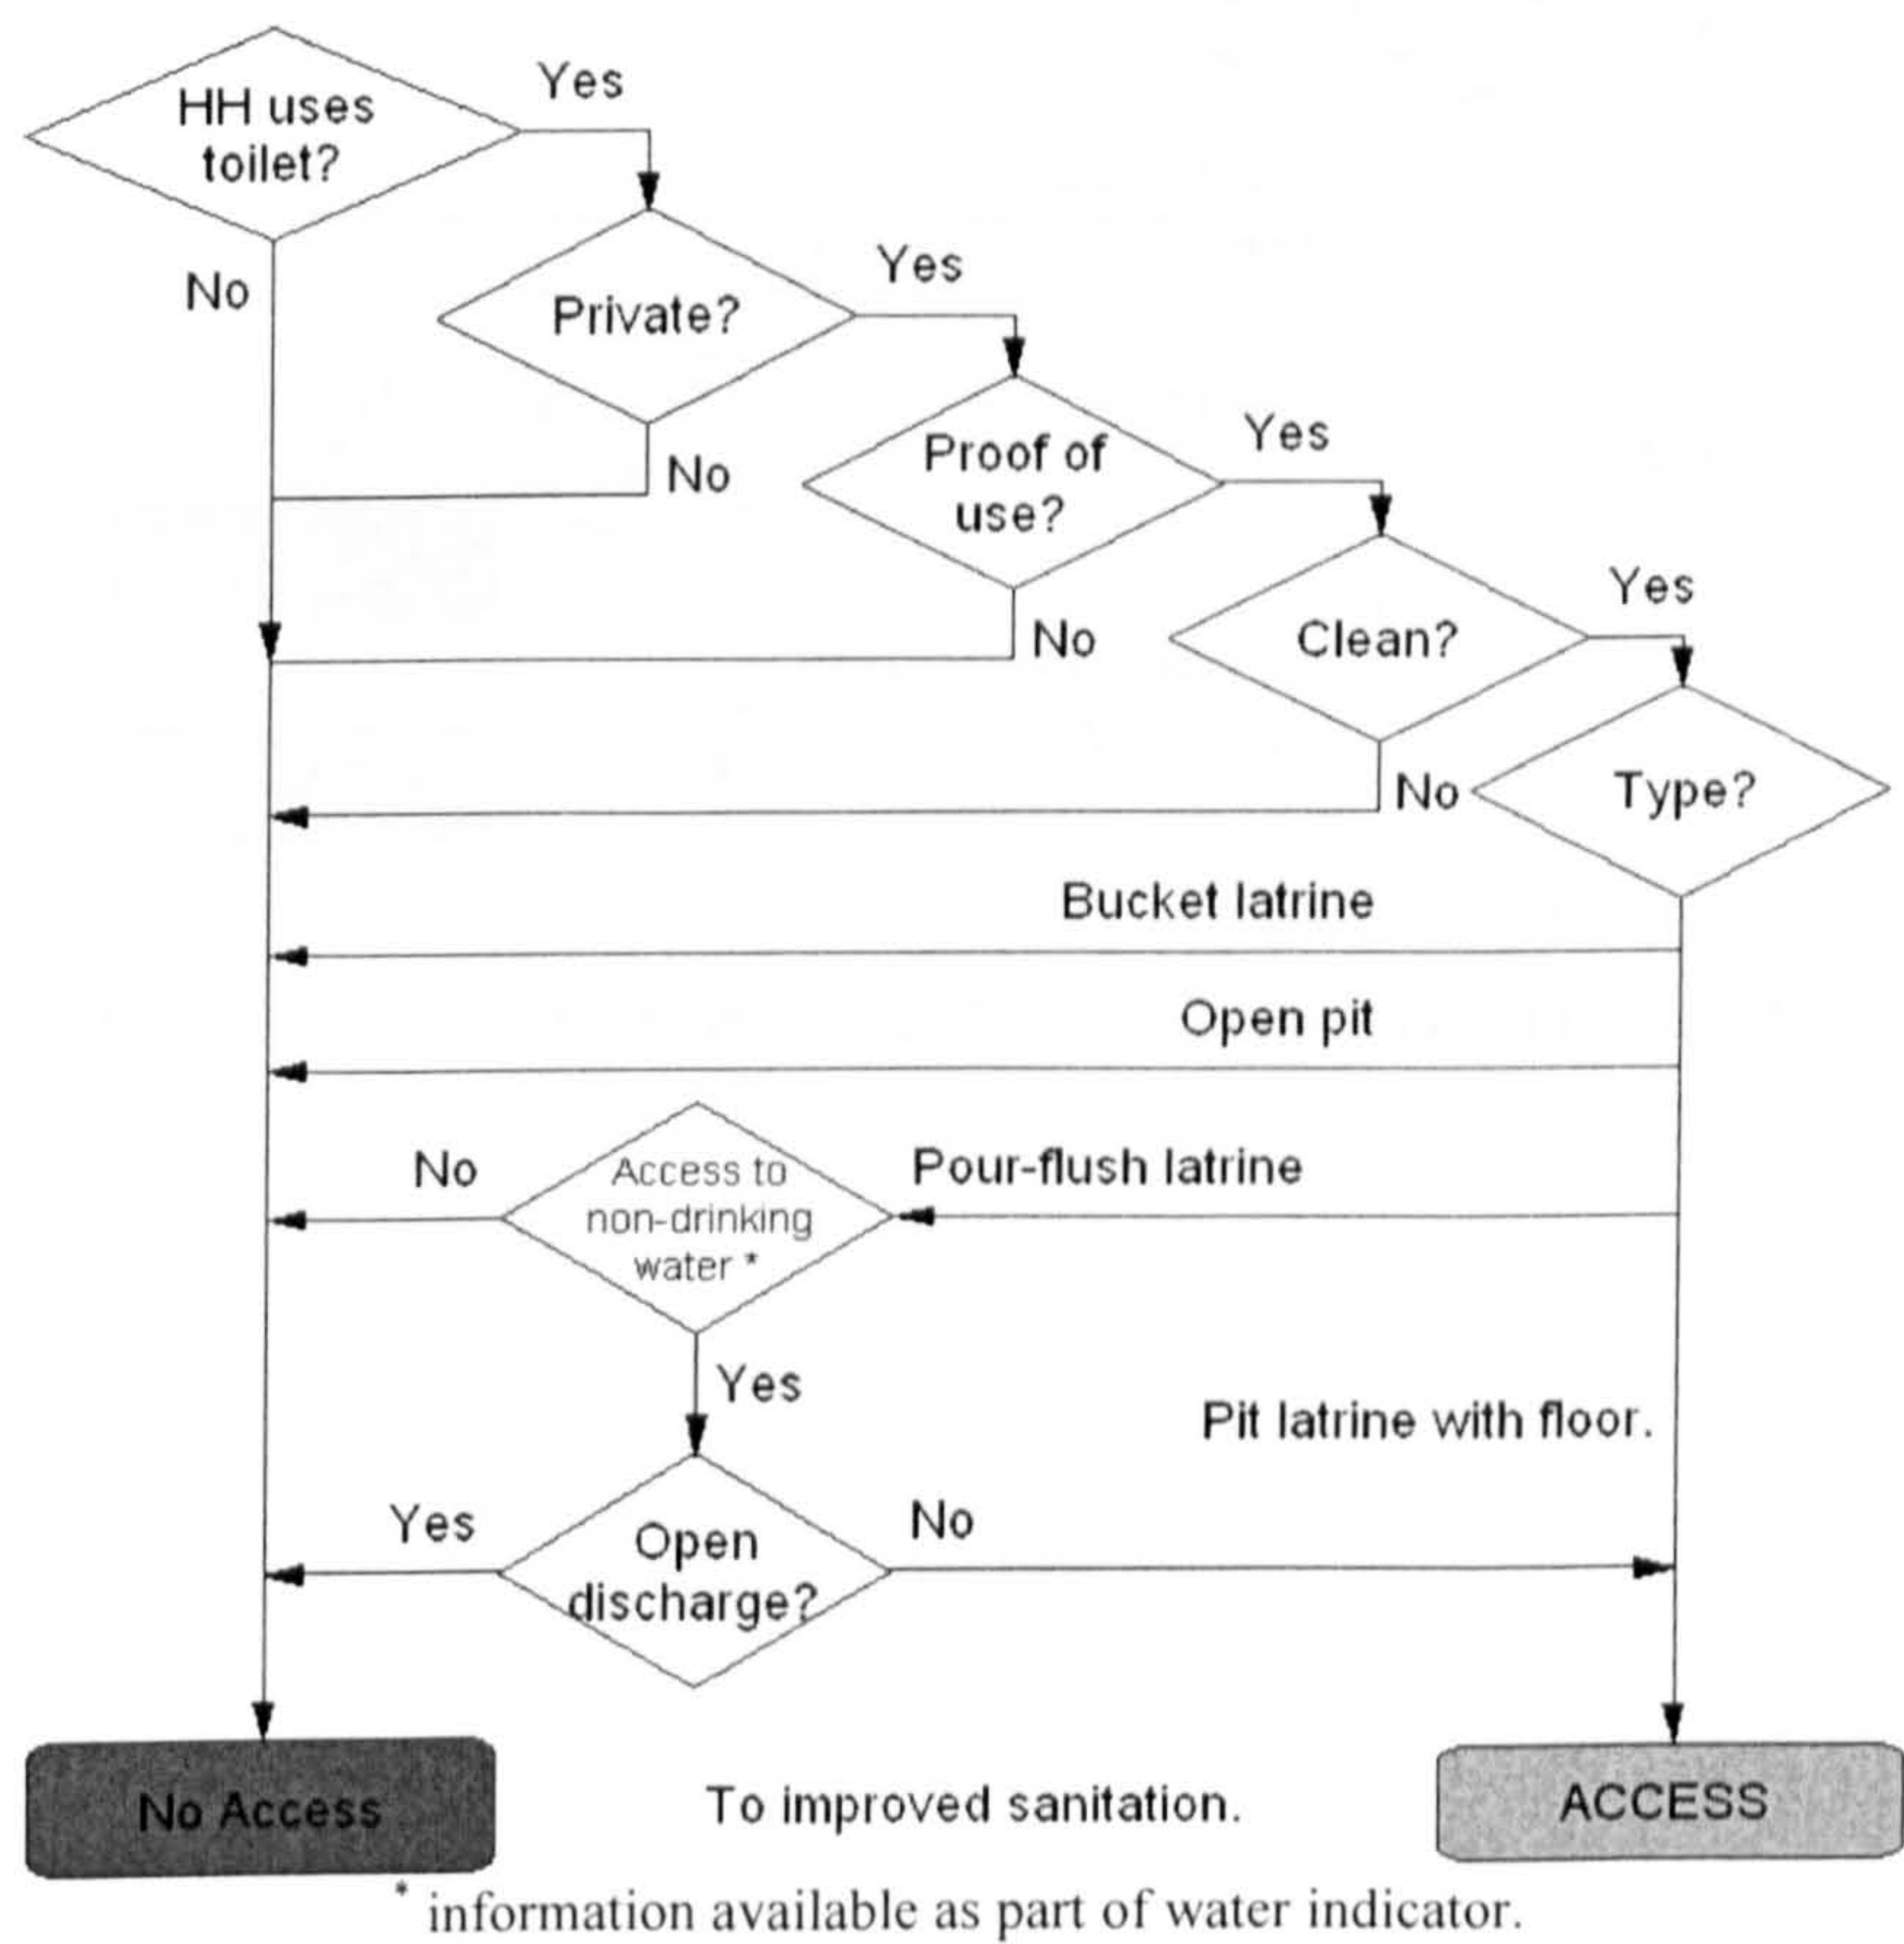 HH uses
toilet?
Yes
No
Private?
Yes
No
Proof of
use?
Yes
No
Clean?
Yes
No
Type?
Bucket latrine
Open pit
Pour-flush latrine
Access to
non-drinking
water *
No
Yes
Pit latrine with floor.
Open
discharge?
Yes
No
No Access
To improved sanitation.
ACCESS
* information available as part of water indicator.